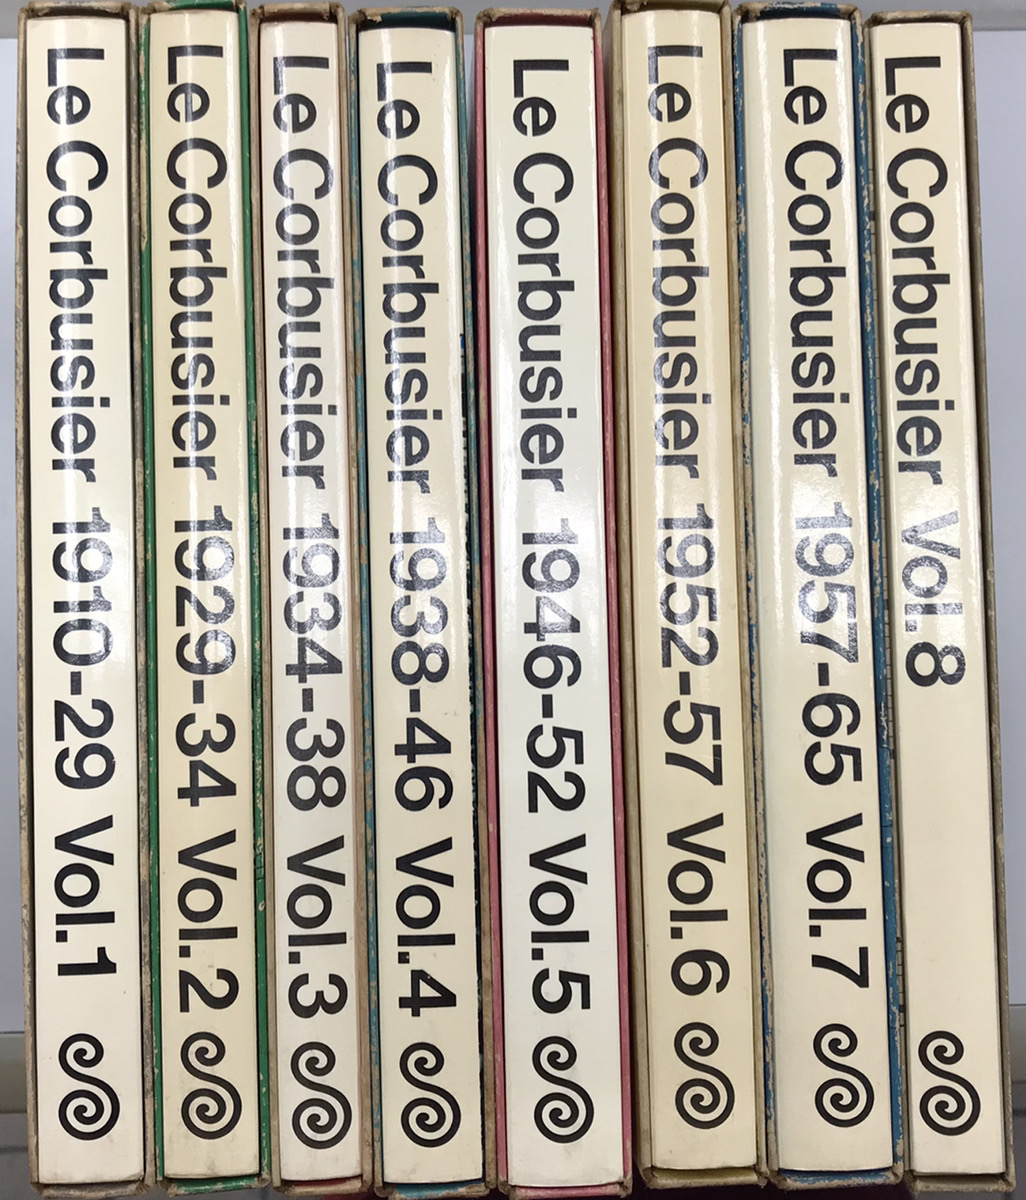 Le Corbusier 1910-29 Vol.1
Le Corbusier 1929-34 Vol.2
Le Corbusier 1934-38 Vol.3
Le Corbusier 1938-46 Vol.4
Le Corbusier 1946-52 Vol.5
Le Corbusier 1952-57 Vol.6
Le Corbusier 1957-65 Vol.7
Le Corbusier Vol.8